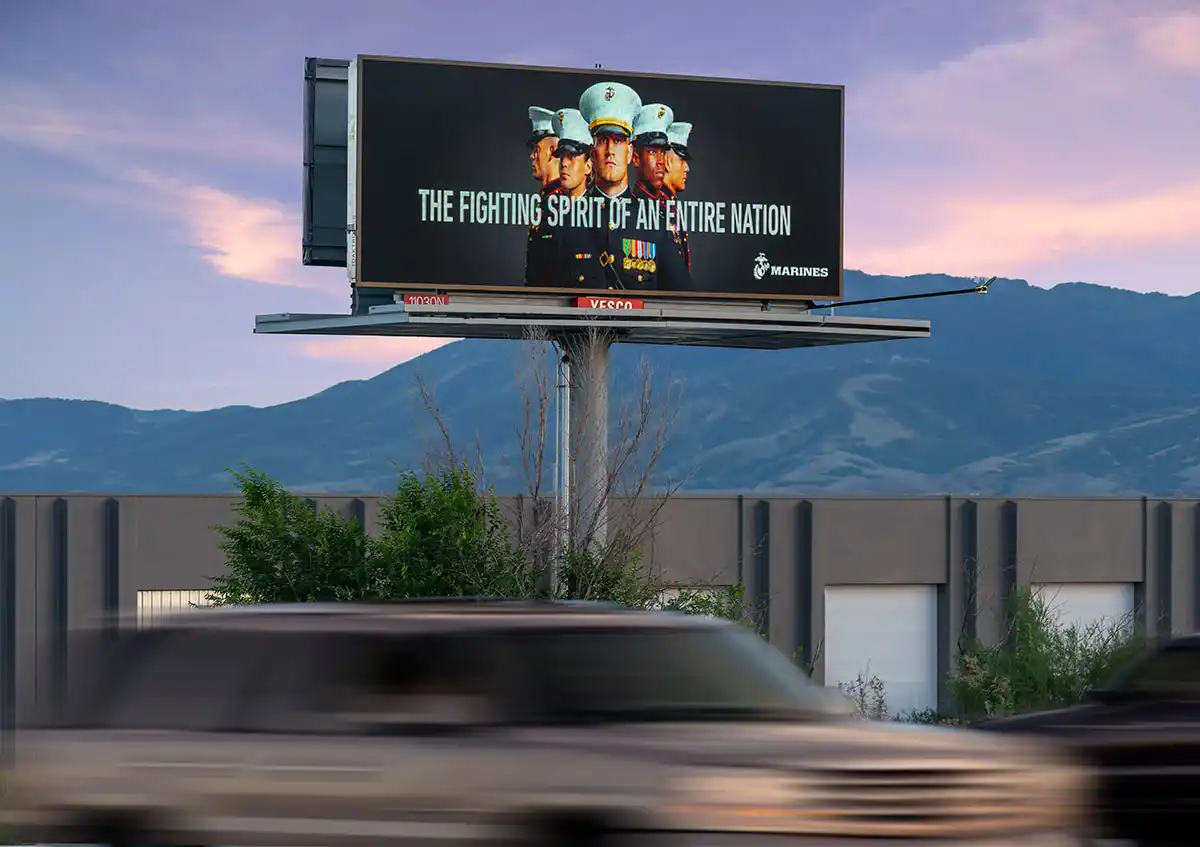 THE FIGHTING SPIRIT OF AN ENTIRE NATION
MARINES
11030N
YESCO